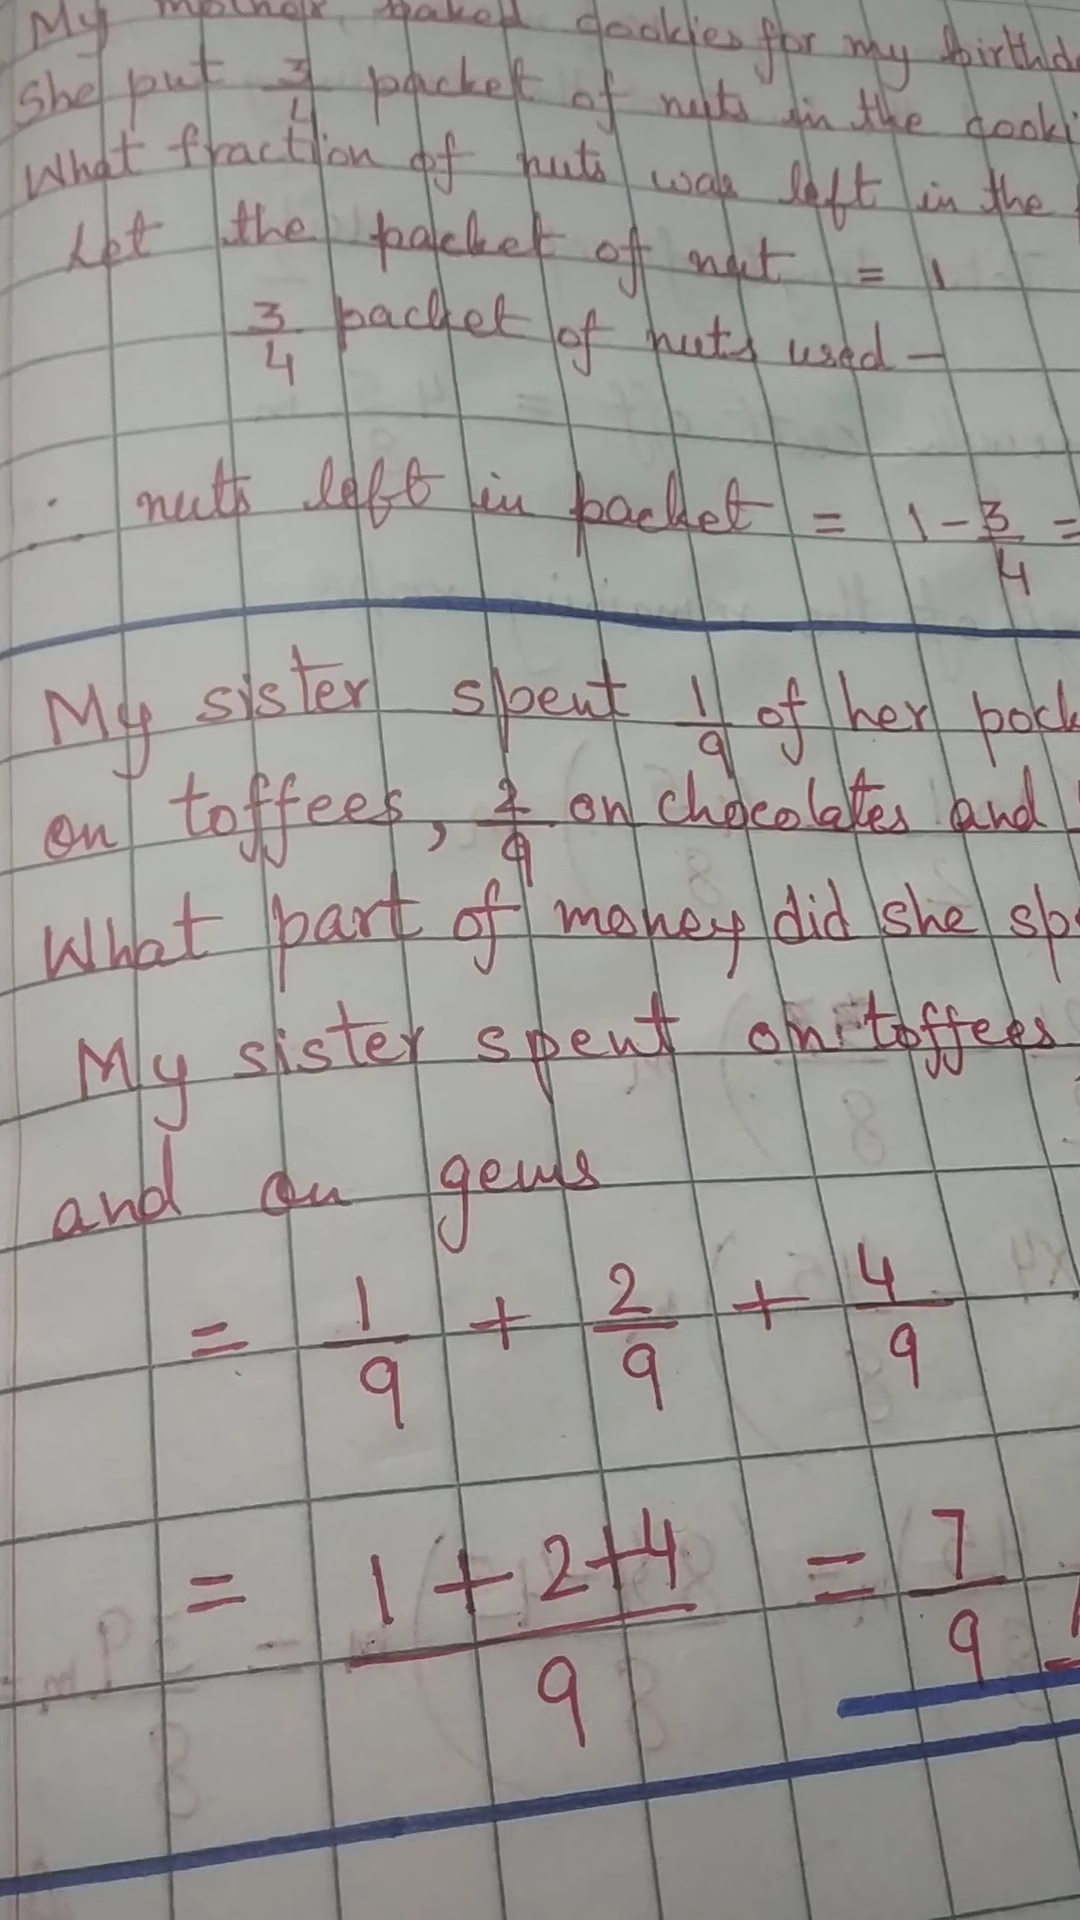 My mother baked cookies for my birthd
She put 3/4 packet of nuts in the cooki
What fraction of nuts was left in the
Let the packet of nut = 1
3/4 packet of nuts used -
. nuts left in packet = 1 - 3/4 =
My sister spent 1/9 of her pock
on toffees, 2/9 on chocolates and
What part of money did she sp
My sister spent on toffees
and on gems
= 1/9 + 2/9 + 4/9
= 1+2+4/9 = 7/9